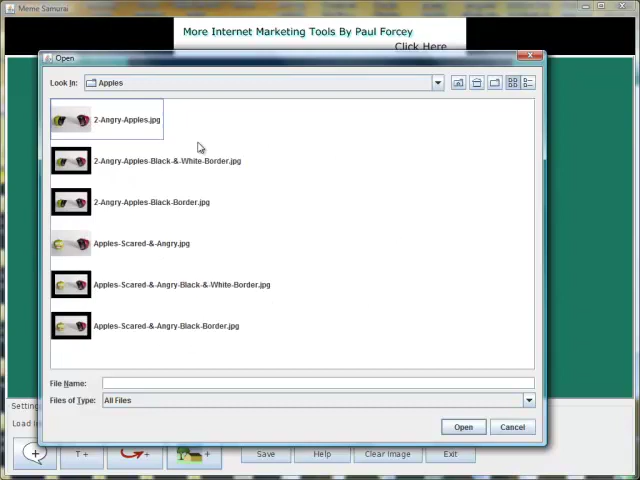 Meme Samurai
More Internet Marketing Tools By Paul Forcey
Click Here
Open
Look In: Apples
2-Angry-Apples.jpg
2-Angry-Apples-Black-&-White-Border.jpg
2-Angry-Apples-Black-Border.jpg
Apples-Scared-&-Angry.jpg
Apples-Scared-&-Angry-Black-&-White-Border.jpg
Apples-Scared-&-Angry-Black-Border.jpg
File Name:
Files of Type: All Files
Open Cancel
Setting
Load I
+ T + + + Save Help Clear Image Exit